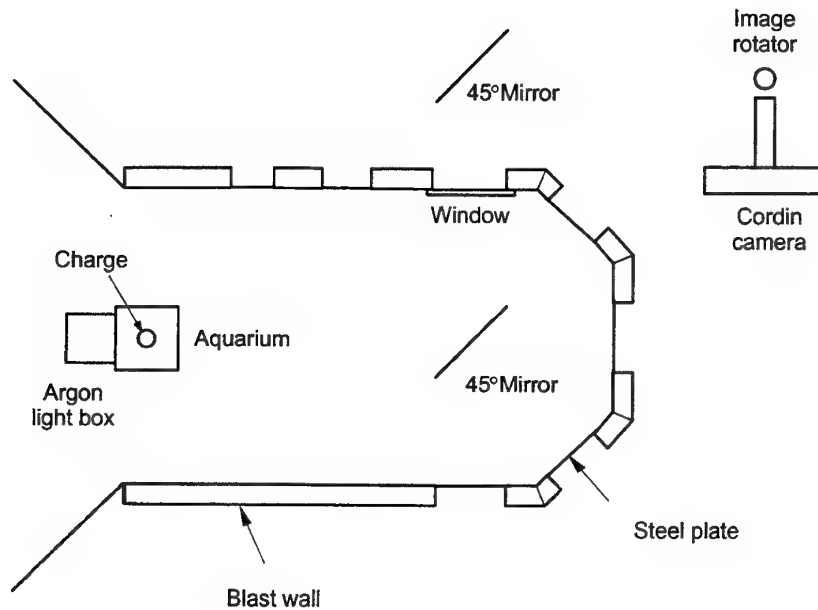 Image
rotator
45°Mirror
Window
Cordin
camera
Charge
Aquarium
45°Mirror
Argon
light box
Steel plate
Blast wall